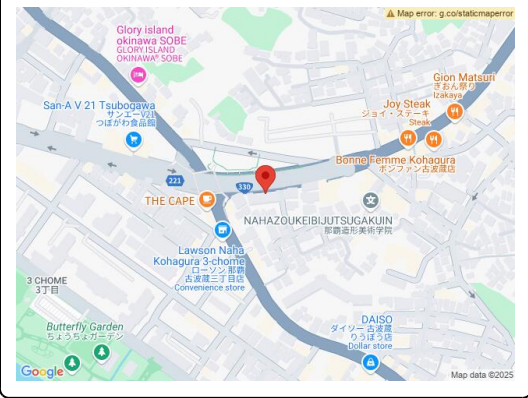 Map error: g.co/staticmaperror
Glory island
okinawa SOBE
GLORY ISLAND
OKINAWA® SOBE
Gion Matsuri
ぎおん祭り
Izakaya
San-A V 21 Tsubogawa
サンエーV21
つぼがわ食品館
Joy Steak
ジョイ・ステーキ
Steak
Bonne Femme Kohagura
ボンファン古波蔵店
221
330
THE CAPE
NAHAZOUKEIBIJUTSUGAKUIN
那覇造形美術学院
Lawson Naha
Kohagura 3-chome
ローソン 那覇
古波蔵三丁目店
Convenience store
3 CHOME
3丁目
Butterfly Garden
ちょうちょガーデン
DAISO
ダイソー 古波蔵
りうぼう店
Dollar store
Google
Map data ©2025